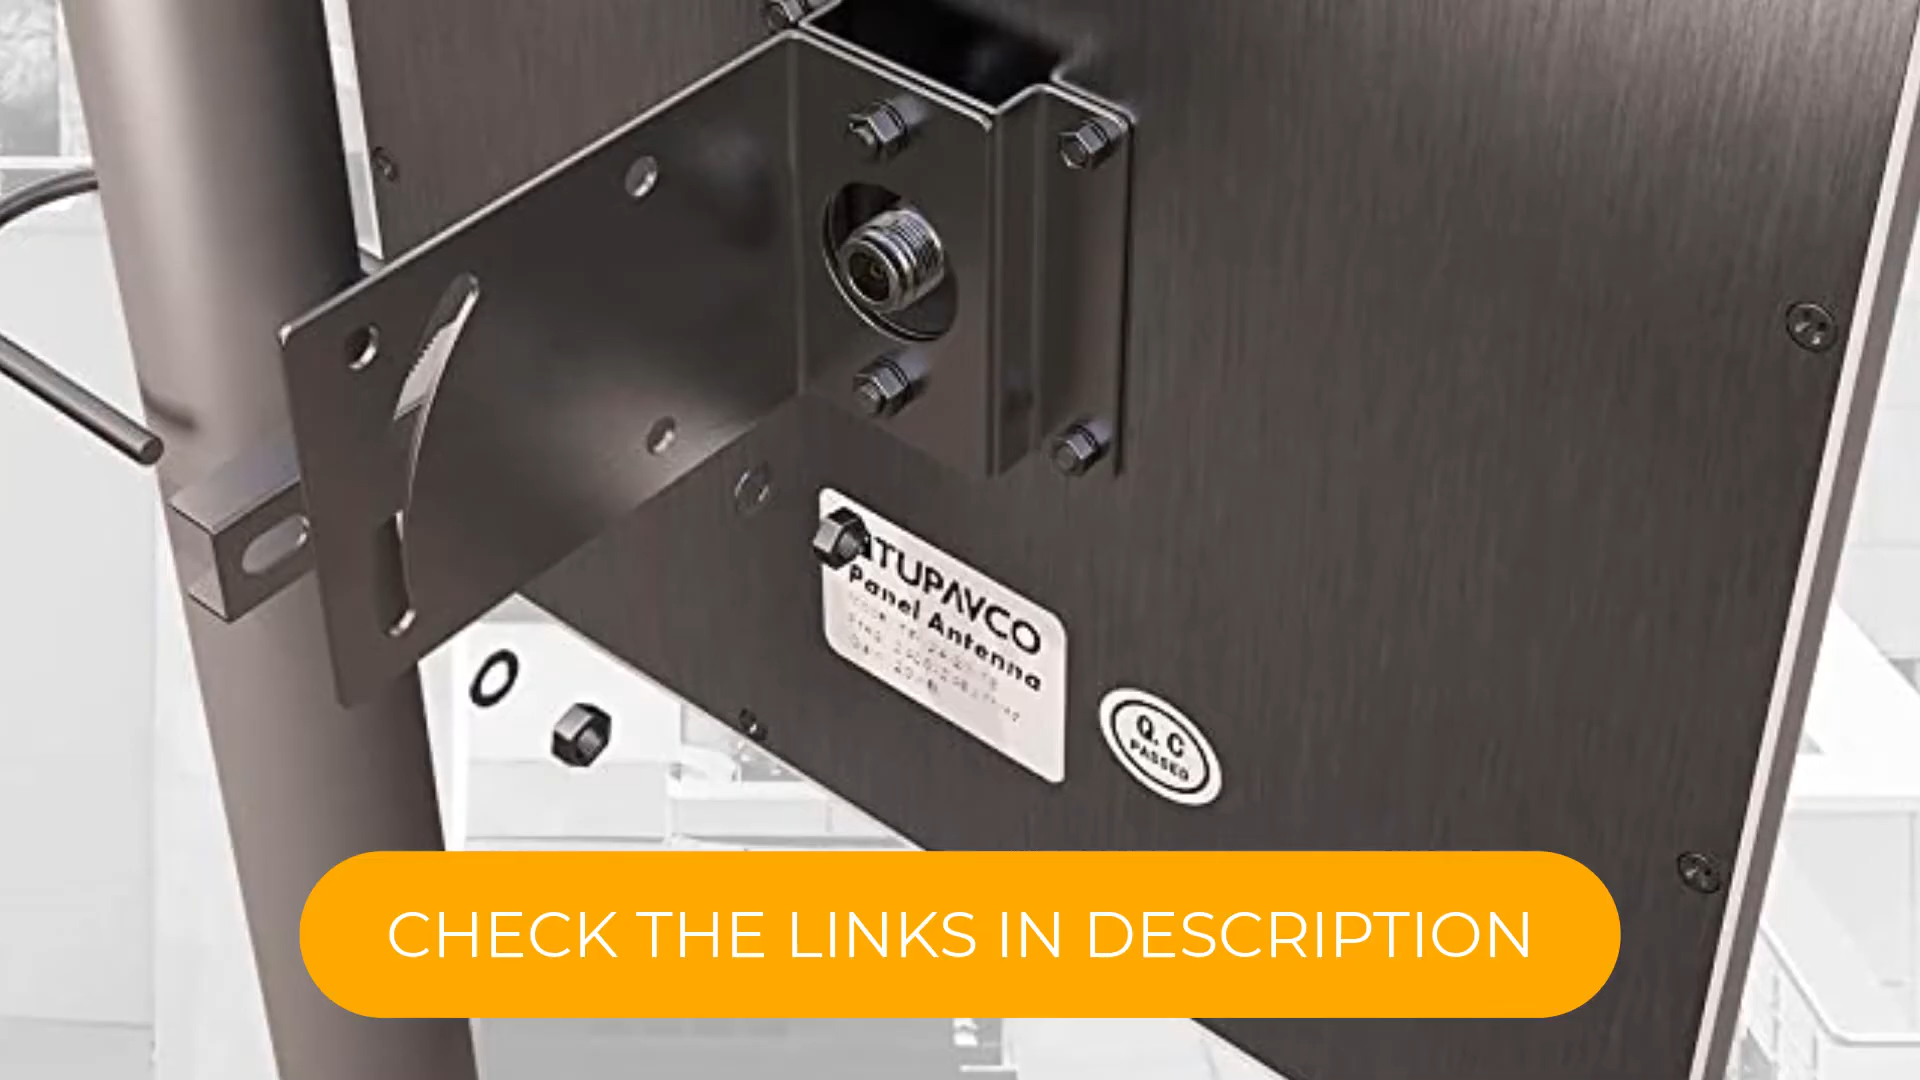 TUPAVCO
Panel Antenna
Q.C
PASSED
CHECK THE LINKS IN DESCRIPTION